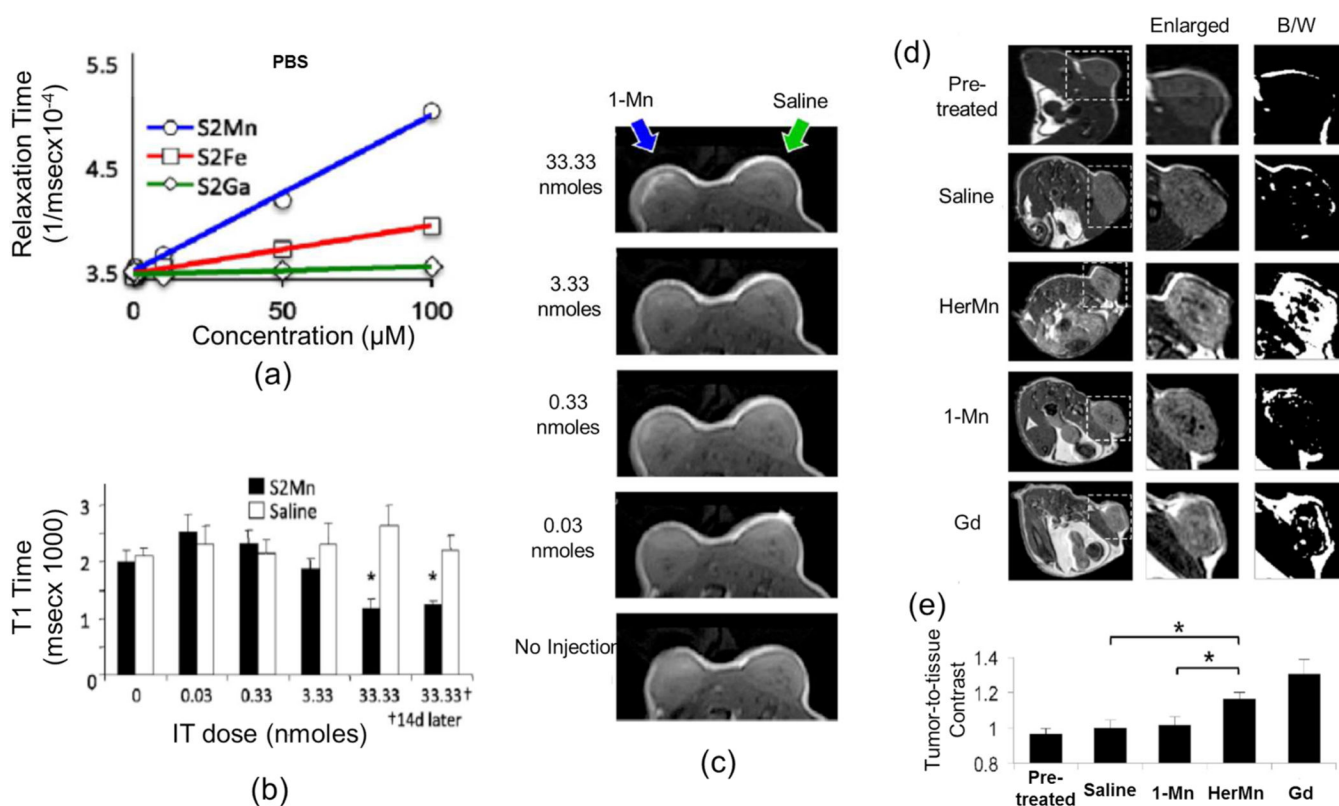 PBS
Relaxation Time
(1/msecx10-4)
5.5
4.5
3.5
S2Mn
S2Fe
S2Ga
0
50
100
Concentration (µM)
(a)
T1 Time
(msecx 1000)
3
2
1
0
S2Mn
Saline
*
*
0
0.03
0.33
3.33
33.33
33.33†
†14d later
IT dose (nmoles)
(b)
1-Mn
Saline
33.33
nmoles
3.33
nmoles
0.33
nmoles
0.03
nmoles
No Injection
(c)
(d)
Enlarged
B/W
Pre-
treated
Saline
HerMn
1-Mn
Gd
(e)
Tumor-to-tissue
Contrast
1.4
1.2
1
0.8
*
*
Pre-
treated
Saline
1-Mn
HerMn
Gd